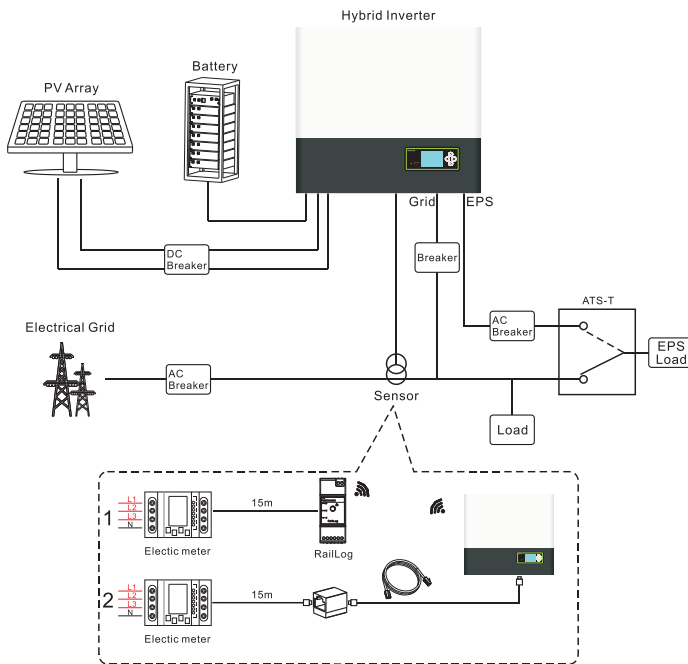 Hybrid Inverter
Battery
PV Array
Grid
EPS
DC
Breaker
Breaker
ATS-T
AC
Breaker
EPS
Load
Electrical Grid
AC
Breaker
Sensor
Load
1
L1
L2
L3
N
15m
Electic meter
RailLog
2
L1
L2
L3
N
15m
Electic meter